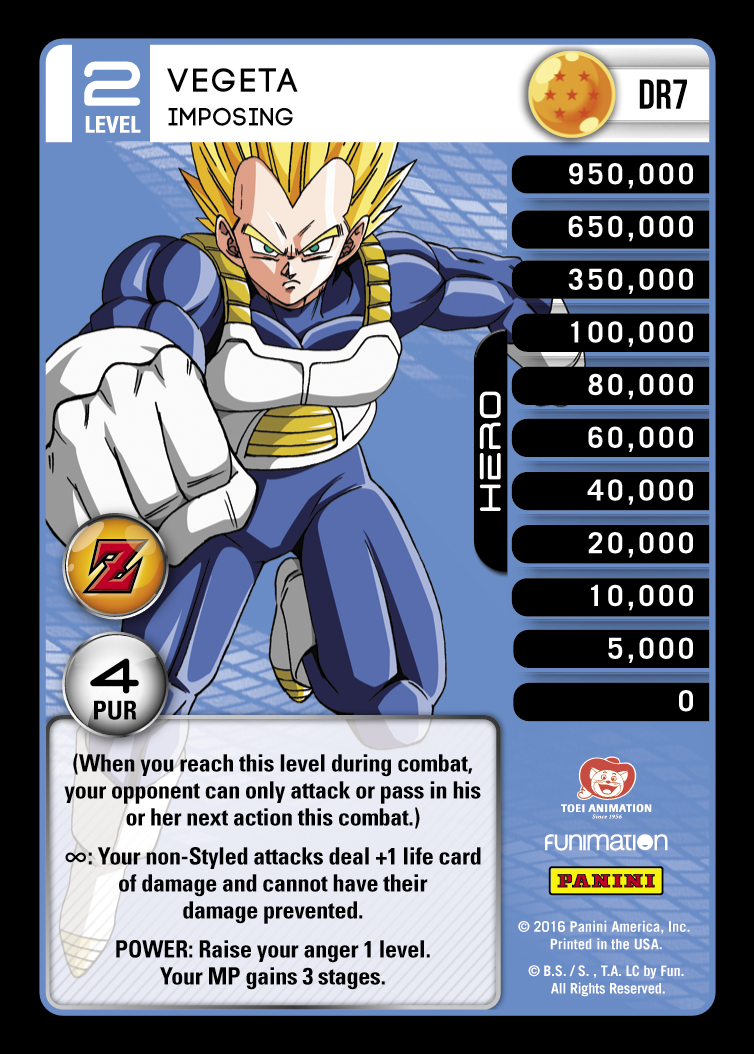 2
LEVEL
VEGETA
IMPOSING
DR7
950,000
650,000
350,000
100,000
80,000
60,000
40,000
20,000
10,000
5,000
0
HERO
Z
4
PUR
(When you reach this level during combat,
your opponent can only attack or pass in his
or her next action this combat.)
∞: Your non-Styled attacks deal +1 life card
of damage and cannot have their
damage prevented.
POWER: Raise your anger 1 level.
Your MP gains 3 stages.
TOEI ANIMATION
Since 1956
FUNIMATION
PANINI
© 2016 Panini America, Inc.
Printed in the USA.
© B.S. / S. , T.A. LC by Fun.
All Rights Reserved.